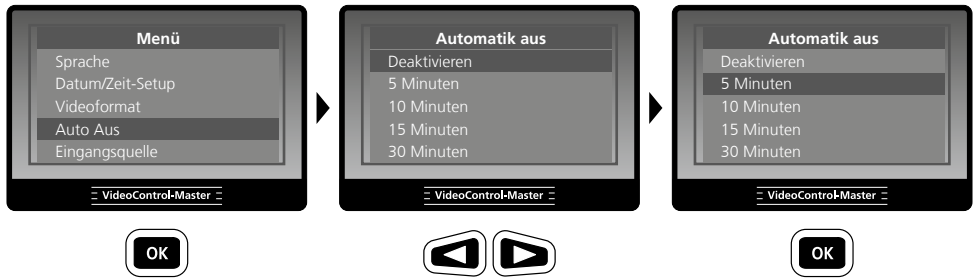 Menü
Sprache
Datum/Zeit-Setup
Videoformat
Auto Aus
Eingangsquelle
VideoControl-Master
OK
Automatik aus
Deaktivieren
5 Minuten
10 Minuten
15 Minuten
30 Minuten
VideoControl-Master
Automatik aus
Deaktivieren
5 Minuten
10 Minuten
15 Minuten
30 Minuten
VideoControl-Master
OK